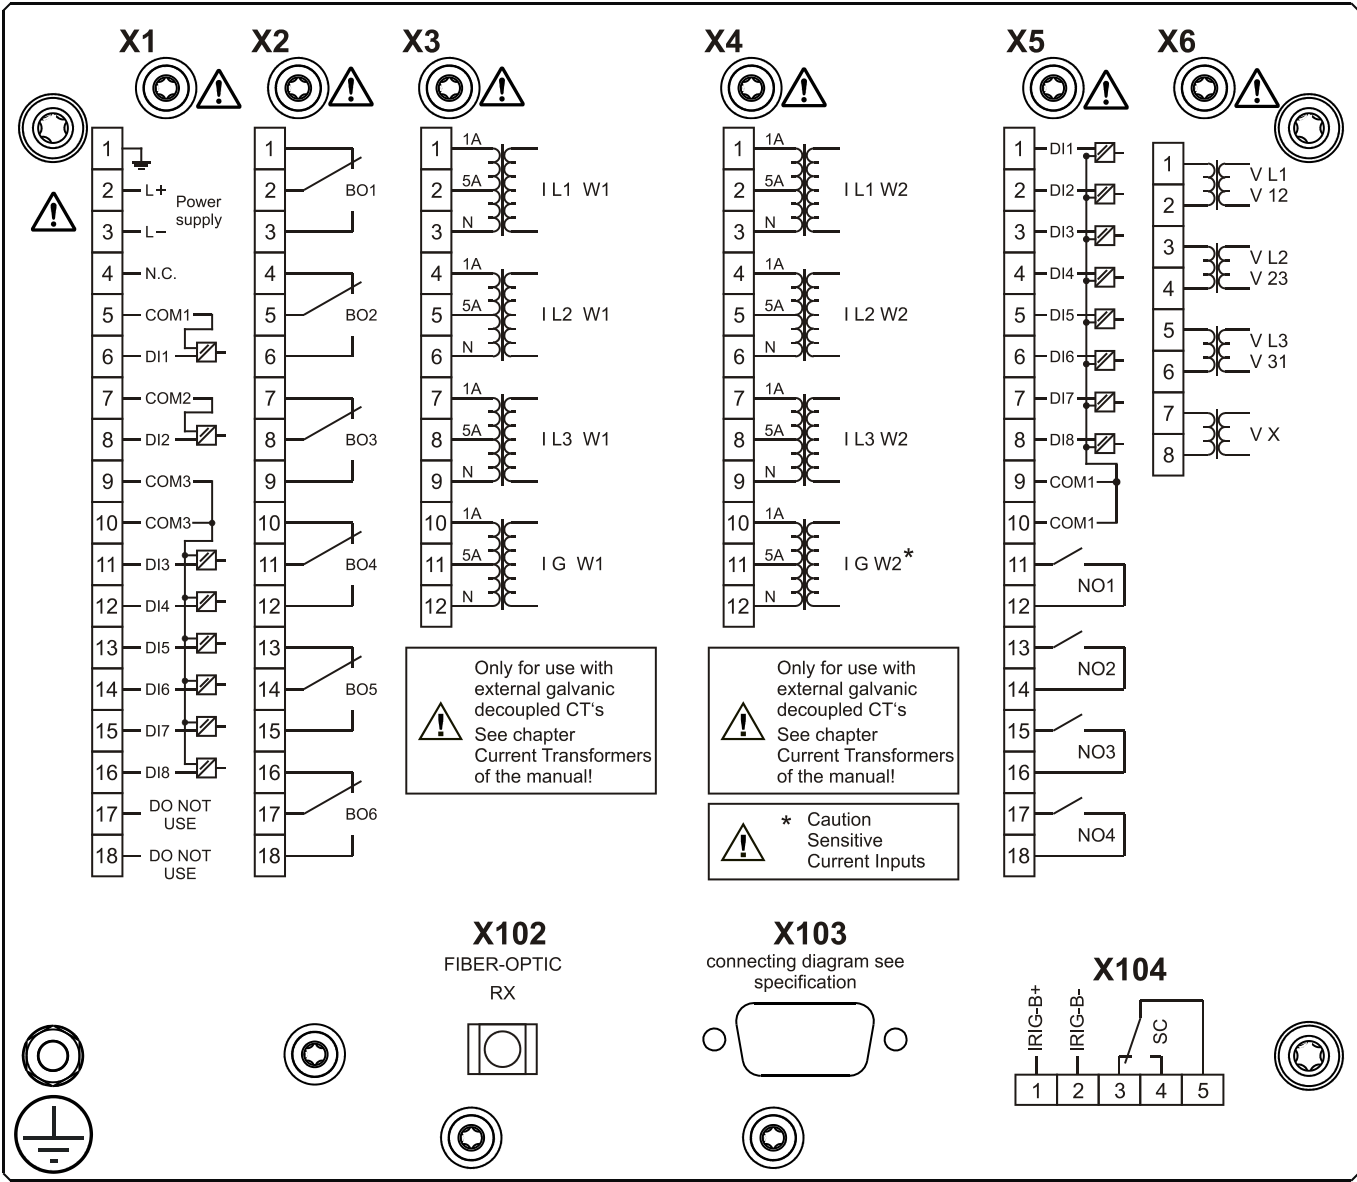 X1
1
2 L+
Power
supply
3 L–
4 N.C.
5 COM1
6 DI1
7 COM2
8 DI2
9 COM3
10 COM3
11 DI3
12 DI4
13 DI5
14 DI6
15 DI7
16 DI8
17 DO NOT
USE
18 DO NOT
USE
X2
1
2 BO1
3
4
5 BO2
6
7
8 BO3
9
10
11 BO4
12
13
14 BO5
15
16
17 BO6
18
X3
1 1A
2 5A I L1 W1
3 N
4 1A
5 5A I L2 W1
6 N
7 1A
8 5A I L3 W1
9 N
10 1A
11 5A I G W1
12 N
Only for use with
external galvanic
decoupled CT‘s
See chapter
Current Transformers
of the manual!
X4
1 1A
2 5A I L1 W2
3 N
4 1A
5 5A I L2 W2
6 N
7 1A
8 5A I L3 W2
9 N
10 1A
11 5A I G W2*
12 N
Only for use with
external galvanic
decoupled CT‘s
See chapter
Current Transformers
of the manual!
* Caution
Sensitive
Current Inputs
X5
1 DI1
2 DI2
3 DI3
4 DI4
5 DI5
6 DI6
7 DI7
8 DI8
9 COM1
10 COM1
11
NO1
12
13
NO2
14
15
NO3
16
17
NO4
18
X6
1 V L1
2 V 12
3 V L2
4 V 23
5 V L3
6 V 31
7
V X
8
X102
FIBER-OPTIC
RX
X103
connecting diagram see
specification
X104
IRIG-B+
IRIG-B-
SC
1 2 3 4 5